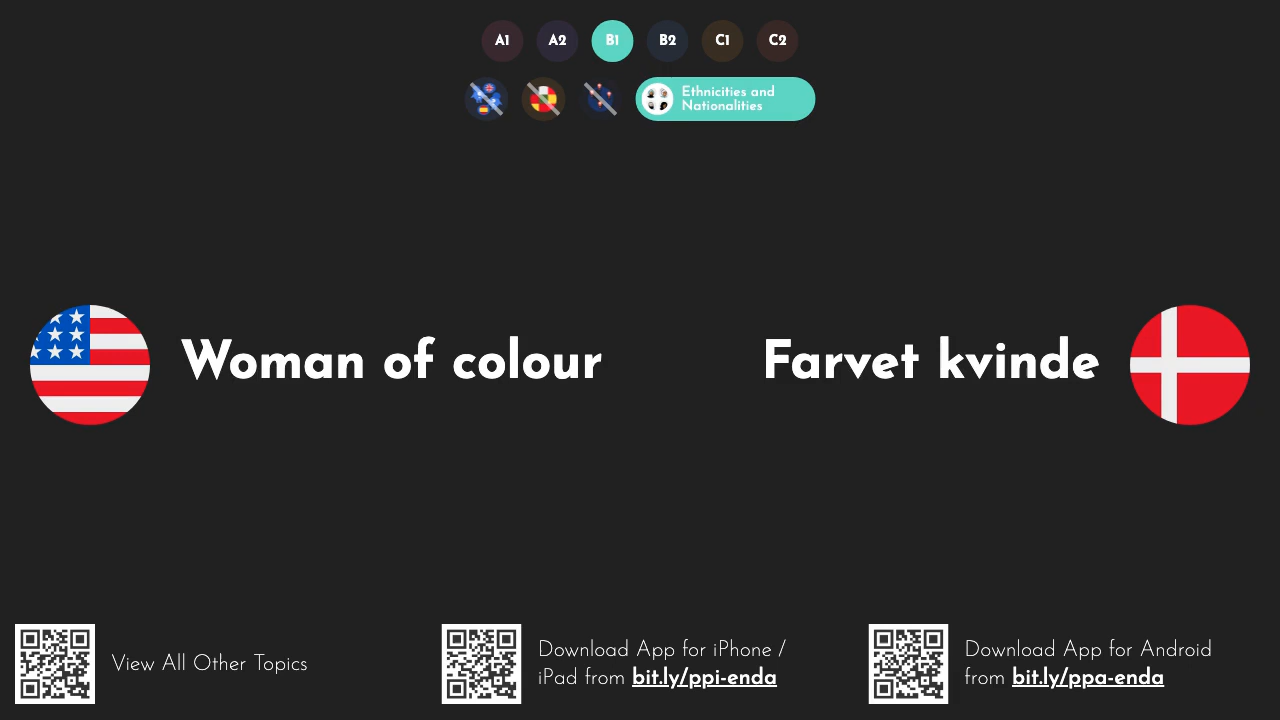 A1 A2 B1 B2 C1 C2
Ethnicities and
Nationalities
Woman of colour
Farvet kvinde
View All Other Topics
Download App for iPhone /
iPad from bit.ly/ppi-enda
Download App for Android
from bit.ly/ppa-enda